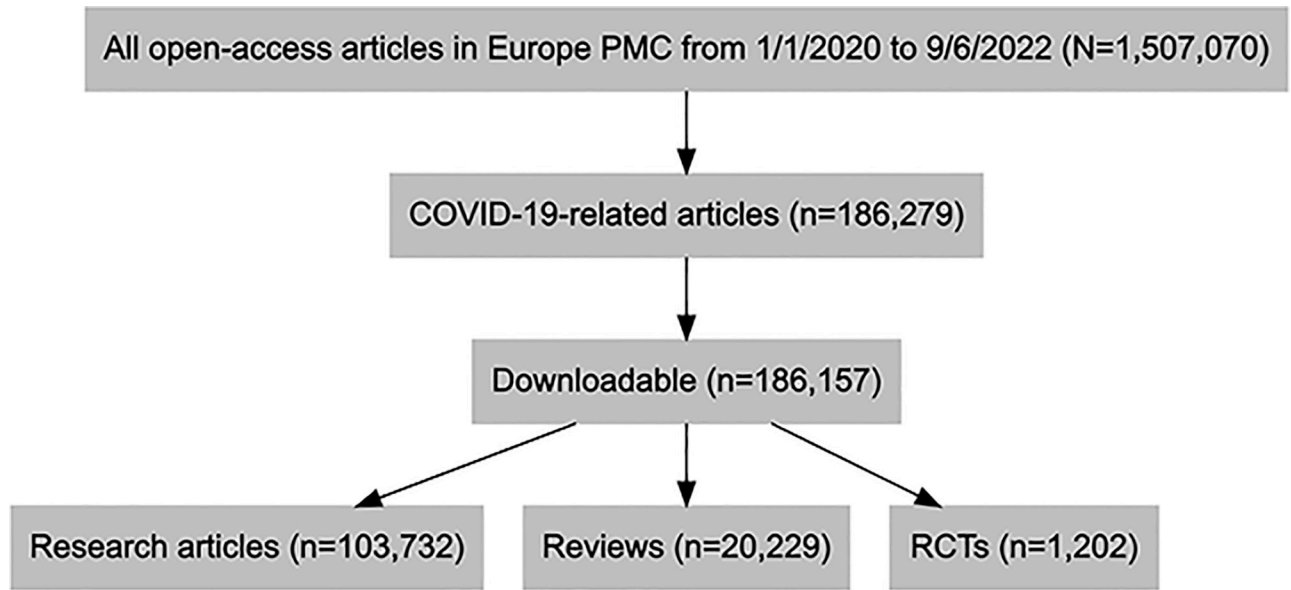 All open-access articles in Europe PMC from 1/1/2020 to 9/6/2022 (N=1,507,070)
COVID-19-related articles (n=186,279)
Downloadable (n=186,157)
Research articles (n=103,732)
Reviews (n=20,229)
RCTs (n=1,202)